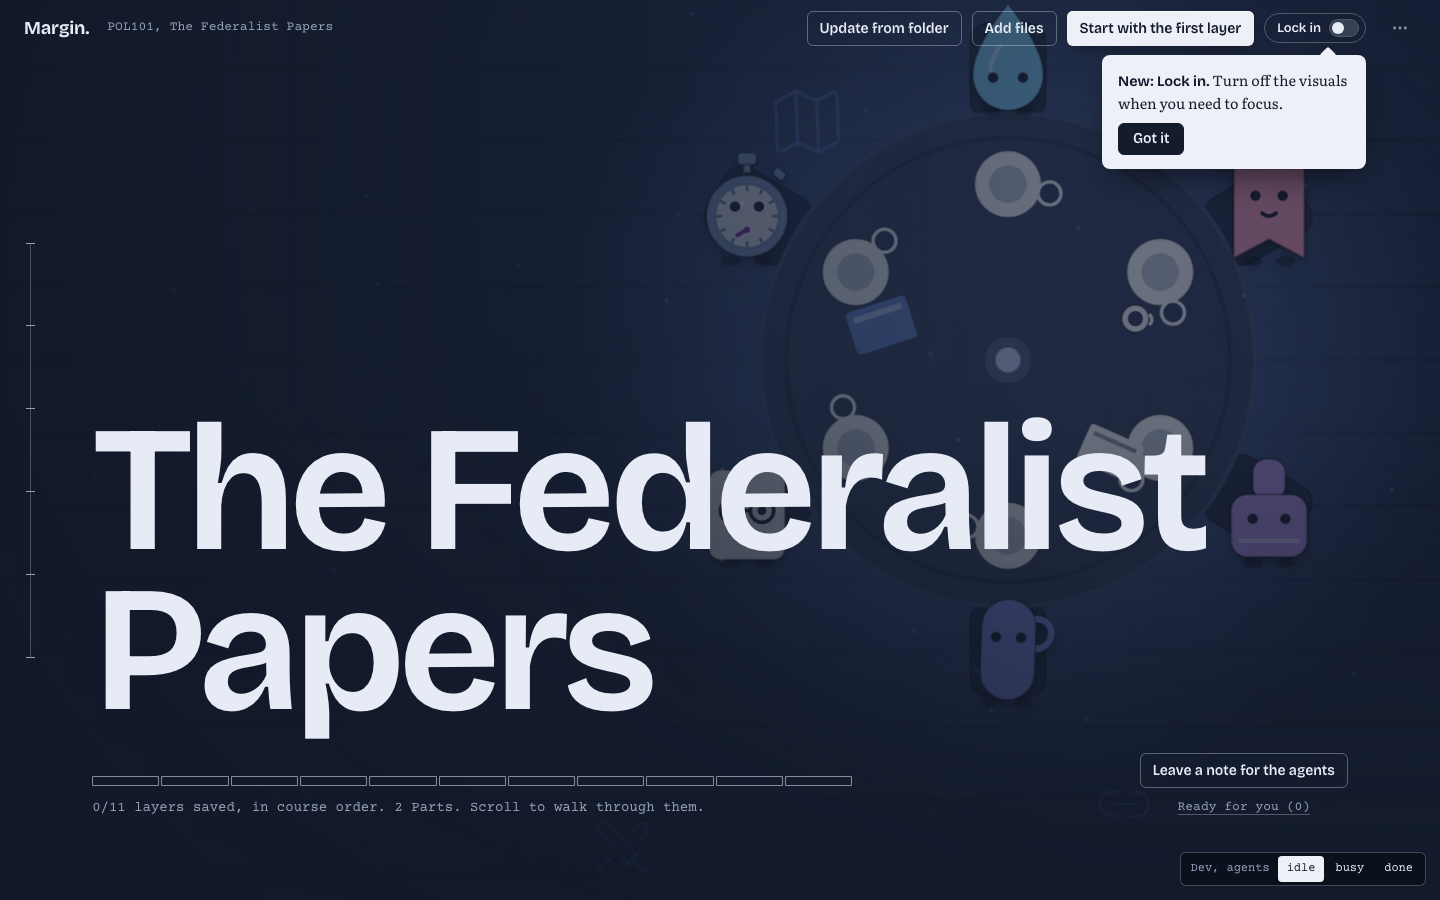 Margin.
POL101, The Federalist Papers
Update from folder
Add files
Start with the first layer
Lock in
New: Lock in. Turn off the visuals
when you need to focus.
Got it
The Federalist
Papers
0/11 layers saved, in course order. 2 Parts. Scroll to walk through them.
Leave a note for the agents
Ready for you (0)
Dev, agents idle busy done